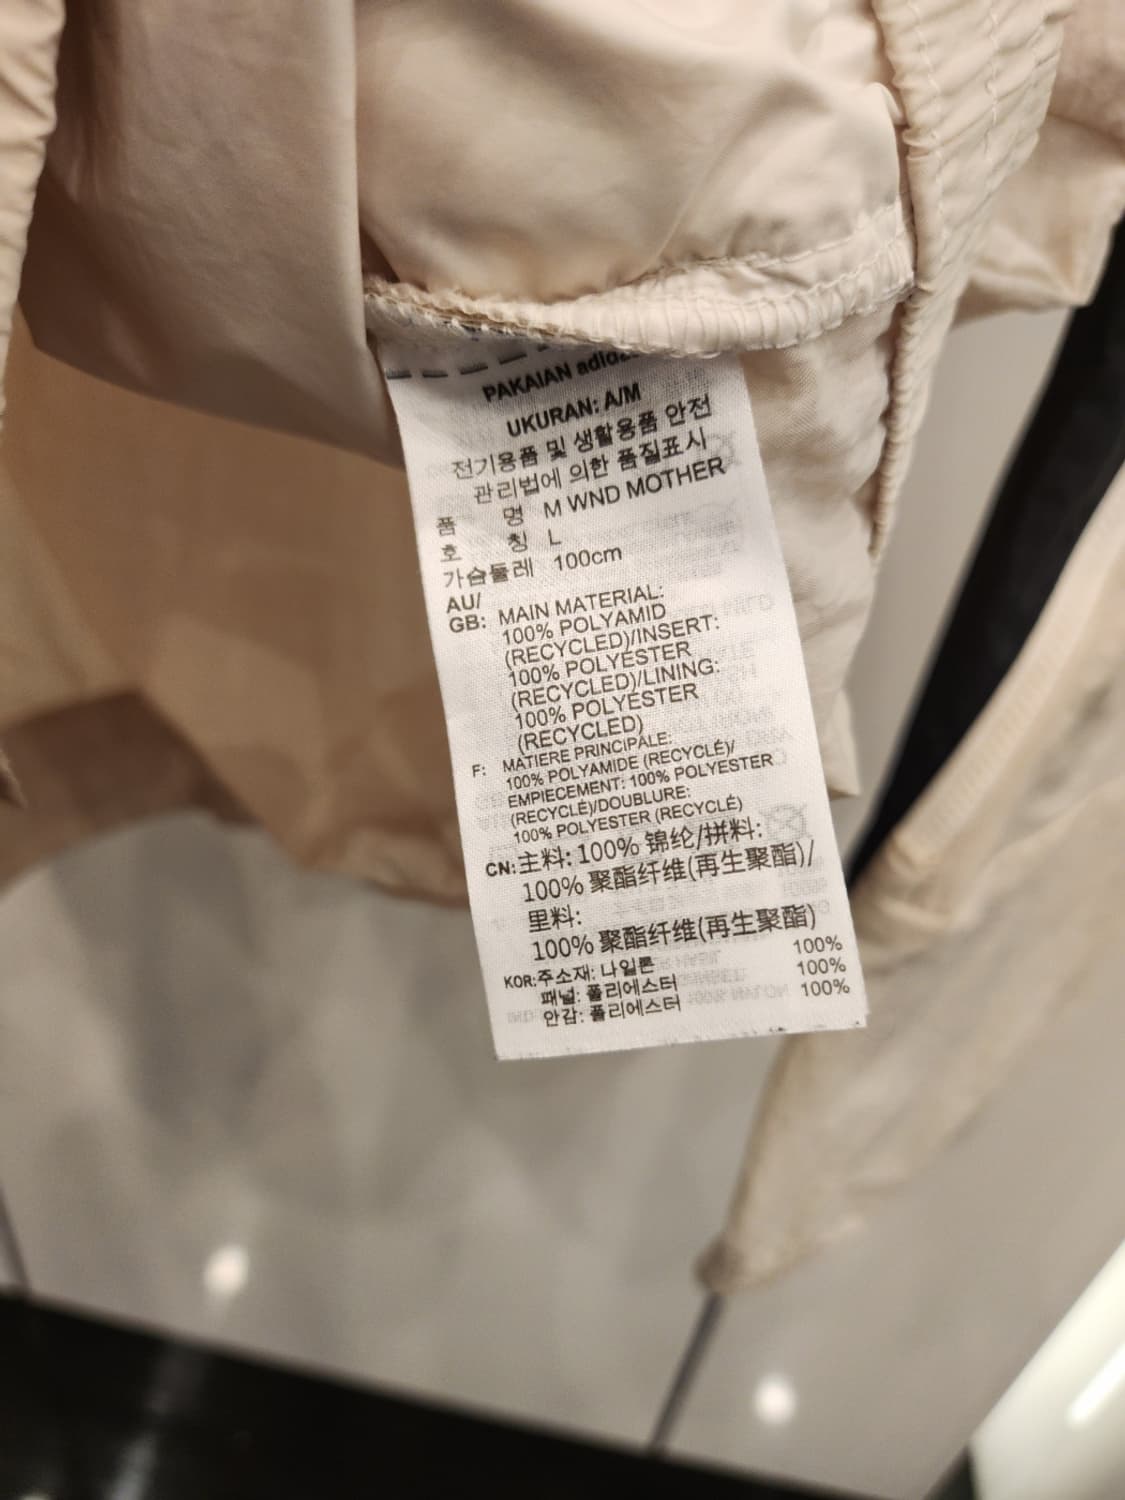 PAKAIAN adidas
UKURAN: A/M
전기용품 및 생활용품 안전
관리법에 의한 품질표시
품 명 M WND MOTHER
호 칭 L
가슴둘레 100cm
AU/
GB: MAIN MATERIAL:
100% POLYAMID
(RECYCLED)/INSERT:
100% POLYESTER
(RECYCLED)/LINING:
100% POLYESTER
(RECYCLED)
F: MATIERE PRINCIPALE:
100% POLYAMIDE (RECYCLÉ)/
EMPIECEMENT: 100% POLYESTER
(RECYCLÉ)/DOUBLURE:
100% POLYESTER (RECYCLÉ)
CN:主料: 100% 锦纶/拼料:
100% 聚酯纤维(再生聚酯)/
里料:
100% 聚酯纤维(再生聚酯)
KOR:주소재: 나일론 100%
패널: 폴리에스터 100%
안감: 폴리에스터 100%